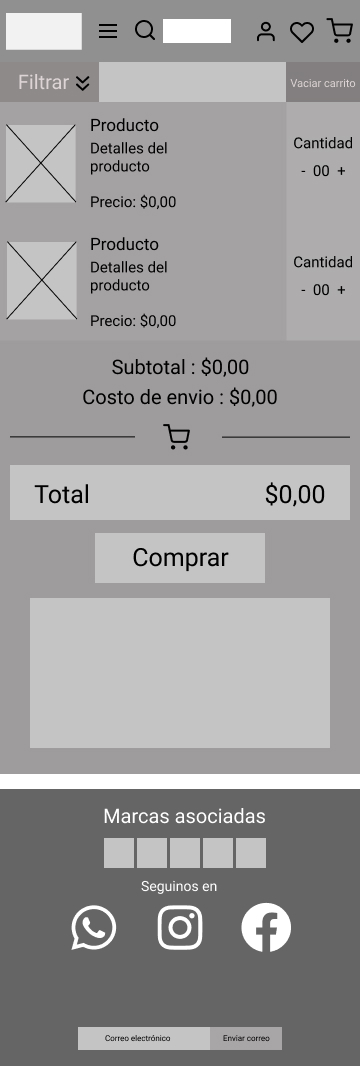 Filtrar
Vaciar carrito
Producto
Detalles del
producto
Precio: $0,00
Cantidad
- 00 +
Producto
Detalles del
producto
Precio: $0,00
Cantidad
- 00 +
Subtotal : $0,00
Costo de envio : $0,00
Total $0,00
Comprar
Marcas asociadas
Seguinos en
Correo electrónico
Enviar correo